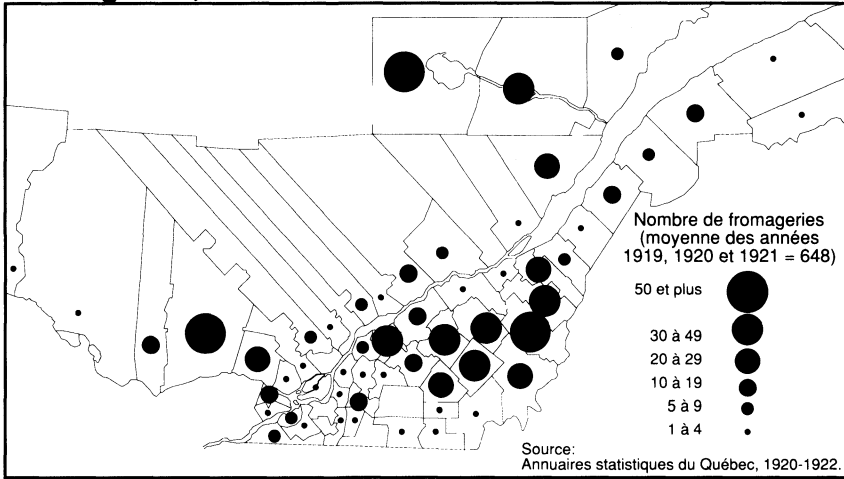 Nombre de fromageries
(moyenne des années
1919, 1920 et 1921 = 648)
50 et plus
30 à 49
20 à 29
10 à 19
5 à 9
1 à 4
Source:
Annuaires statistiques du Québec, 1920-1922.